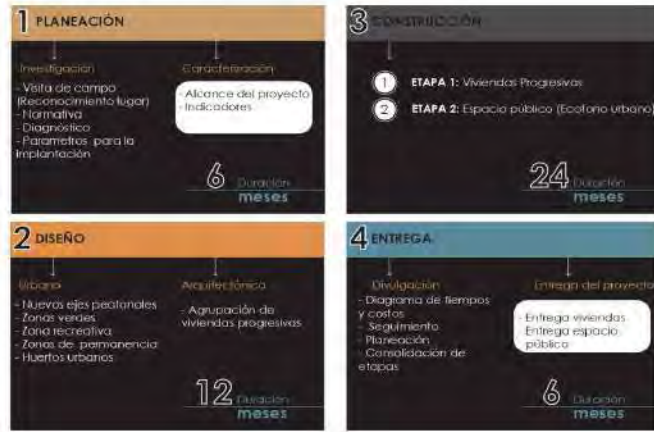 1 PLANEACIÓN
Investigación
- Visita de campo
(Reconocimiento lugar)
- Normativa
- Diagnóstico
- Parametros para la
implantación
Caracterización
- Alcance del proyecto
- Indicadores
6 Duración
meses
3 CONSTRUCCIÓN
1 ETAPA 1: Viviendas Progresivas
2 ETAPA 2: Espacio público (Ecotono urbano)
24 Duración
meses
2 DISEÑO
Urbano
- Nuevos ejes peatonales
- Zonas verdes
- Zona recreativa
- Zonas de permanencia
- Huertos urbanos
Arquitectónico
- Agrupación de
viviendas progresivas
12 Duración
meses
4 ENTREGA
Divulgación
- Diagrama de tiempos
y costos
- Seguimiento
- Planeación
- Consolidación de
etapas
Entrega del proyecto
- Entrega viviendas
Entrega espacio
público
6 Duración
meses